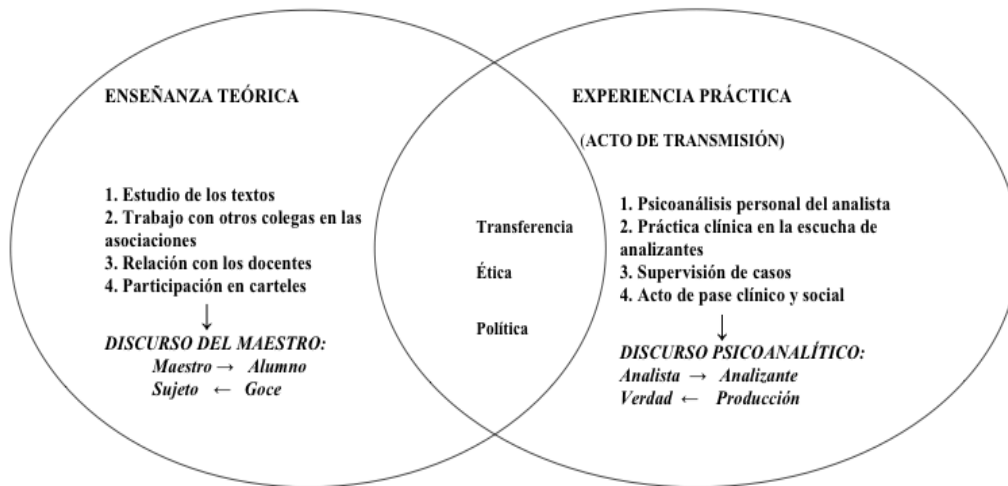 ENSEÑANZA TEÓRICA
1. Estudio de los textos
2. Trabajo con otros colegas en las
asociaciones
3. Relación con los docentes
4. Participación en carteles
↓
DISCURSO DEL MAESTRO:
Maestro → Alumno
Sujeto ← Goce
Transferencia
Ética
Política
EXPERIENCIA PRÁCTICA
(ACTO DE TRANSMISIÓN)
1. Psicoanálisis personal del analista
2. Práctica clínica en la escucha de
analizantes
3. Supervisión de casos
4. Acto de pase clínico y social
↓
DISCURSO PSICOANALÍTICO:
Analista → Analizante
Verdad ← Producción